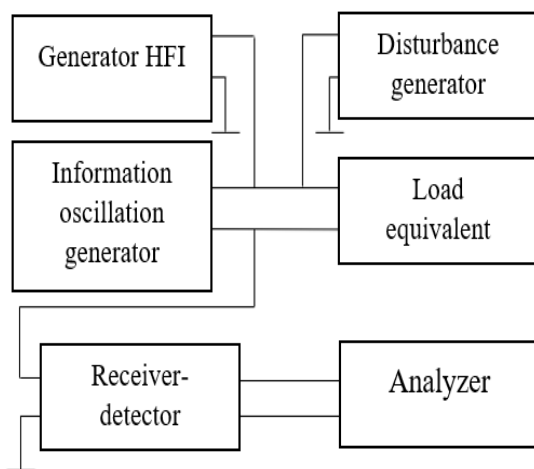 Generator HFI
Disturbance
generator
Information
oscillation
generator
Load
equivalent
Receiver-
detector
Analyzer